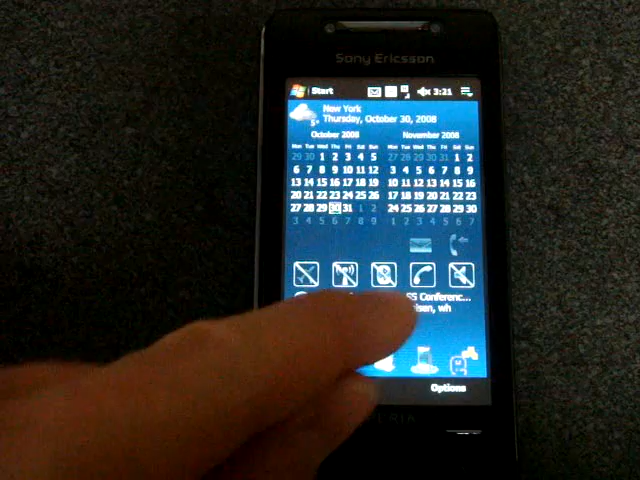 Sony Ericsson
Start 3:21
New York
Thursday, October 30, 2008
5°
October 2008 November 2008
Mon Tue Wed Thu Fri Sat Sun Mon Tue Wed Thu Fri Sat Sun
29 30 1 2 3 4 5 27 28 29 30 31 1 2
6 7 8 9 10 11 12 3 4 5 6 7 8 9
13 14 15 16 17 18 19 10 11 12 13 14 15 16
20 21 22 23 24 25 26 17 18 19 20 21 22 23
27 28 29 30 31 1 2 24 25 26 27 28 29 30
3 4 5 6 7 8 9 1 2 3 4 5 6 7
SS Conferenc...
wh
Options